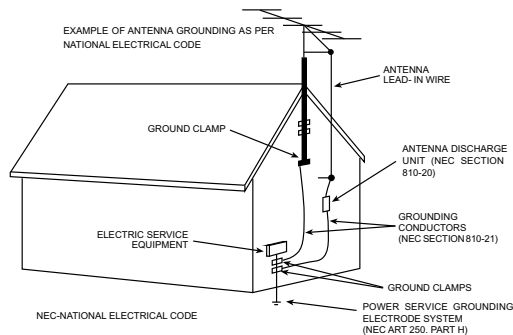 EXAMPLE OF ANTENNA GROUNDING AS PER
NATIONAL ELECTRICAL CODE
ANTENNA
LEAD- IN WIRE
GROUND CLAMP
ANTENNA DISCHARGE
UNIT (NEC SECTION
810-20)
GROUNDING
CONDUCTORS
(NEC SECTION 810-21)
ELECTRIC SERVICE
EQUIPMENT
GROUND CLAMPS
POWER SERVICE GROUNDING
ELECTRODE SYSTEM
(NEC ART 250. PART H)
NEC-NATIONAL ELECTRICAL CODE